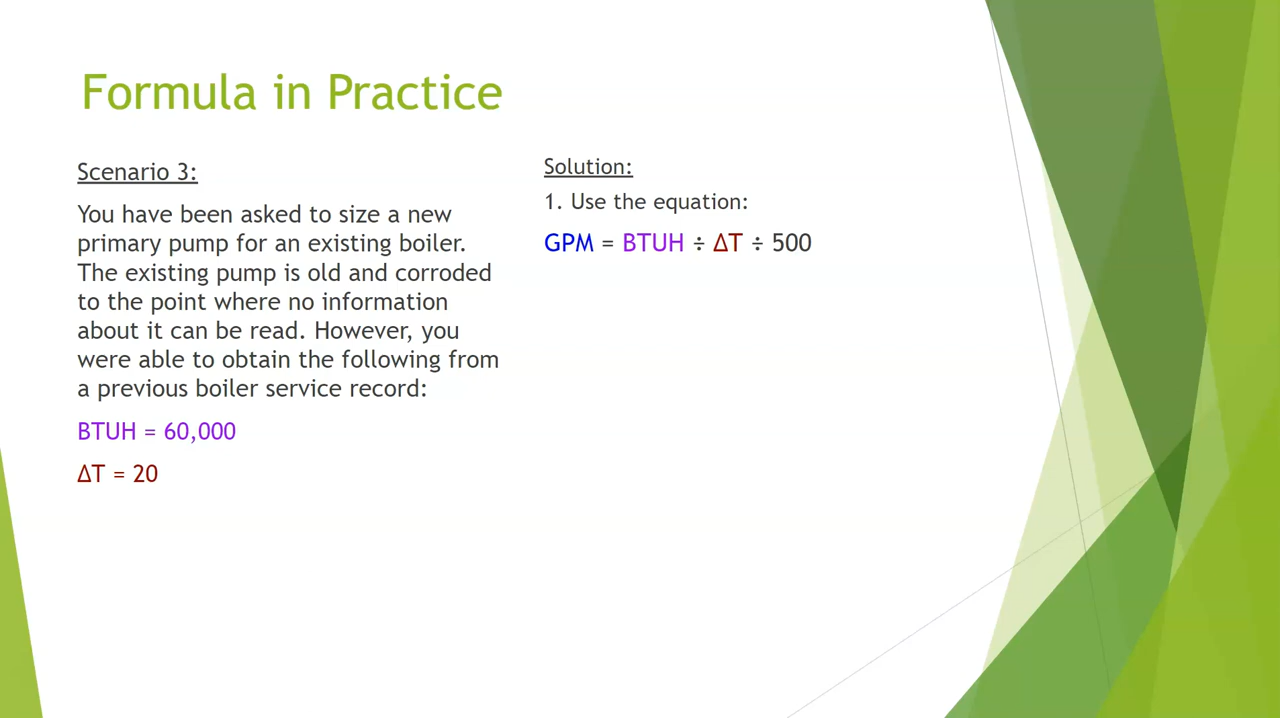 Formula in Practice
Scenario 3:
You have been asked to size a new
primary pump for an existing boiler.
The existing pump is old and corroded
to the point where no information
about it can be read. However, you
were able to obtain the following from
a previous boiler service record:
BTUH = 60,000
ΔT = 20
Solution:
1. Use the equation:
GPM = BTUH ÷ ΔT ÷ 500